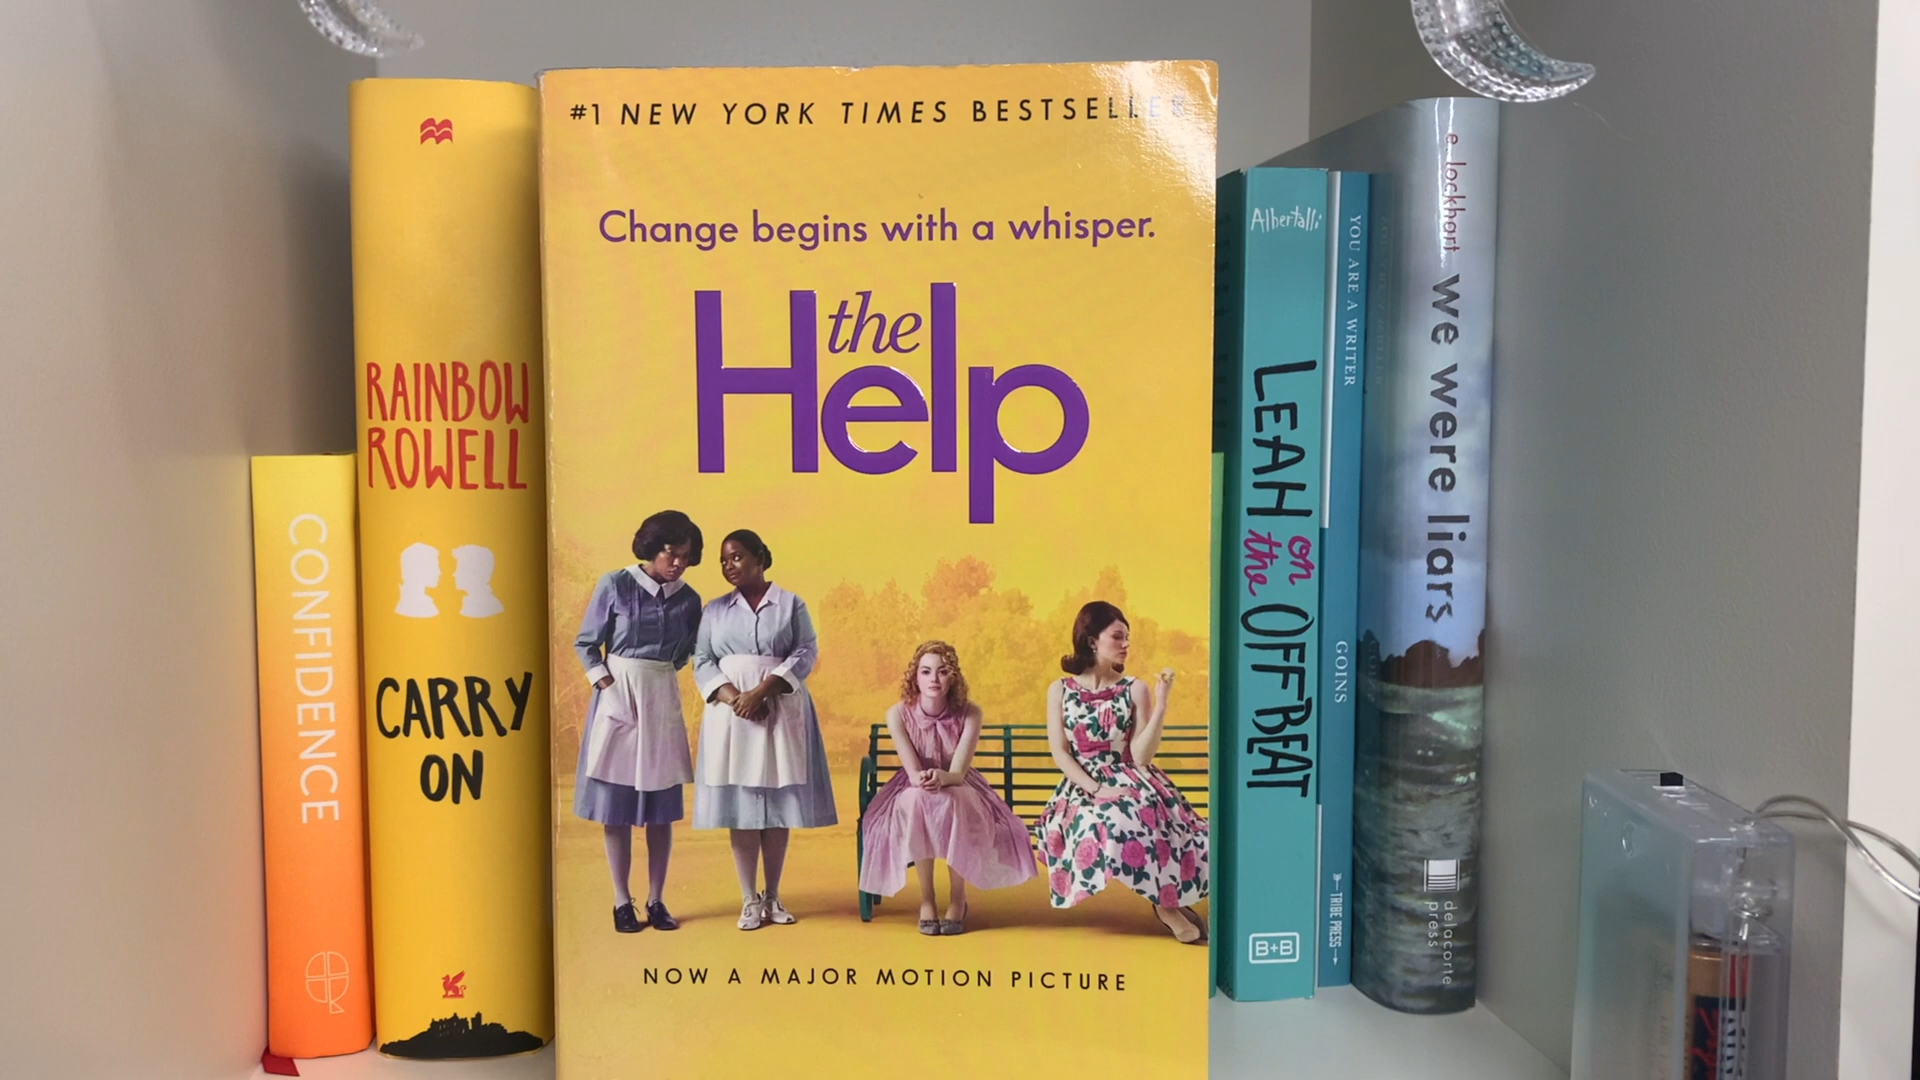 CONFIDENCE
RAINBOW
ROWELL
CARRY
ON
#1 NEW YORK TIMES BESTSELLER
Change begins with a whisper.
the
Help
NOW A MAJOR MOTION PICTURE
Albertalli
LEAH on the OFFBEAT
B+B
YOU ARE A WRITER
GOINS
TRIBE PRESS
e. lockhart we were liars
delacorte
press